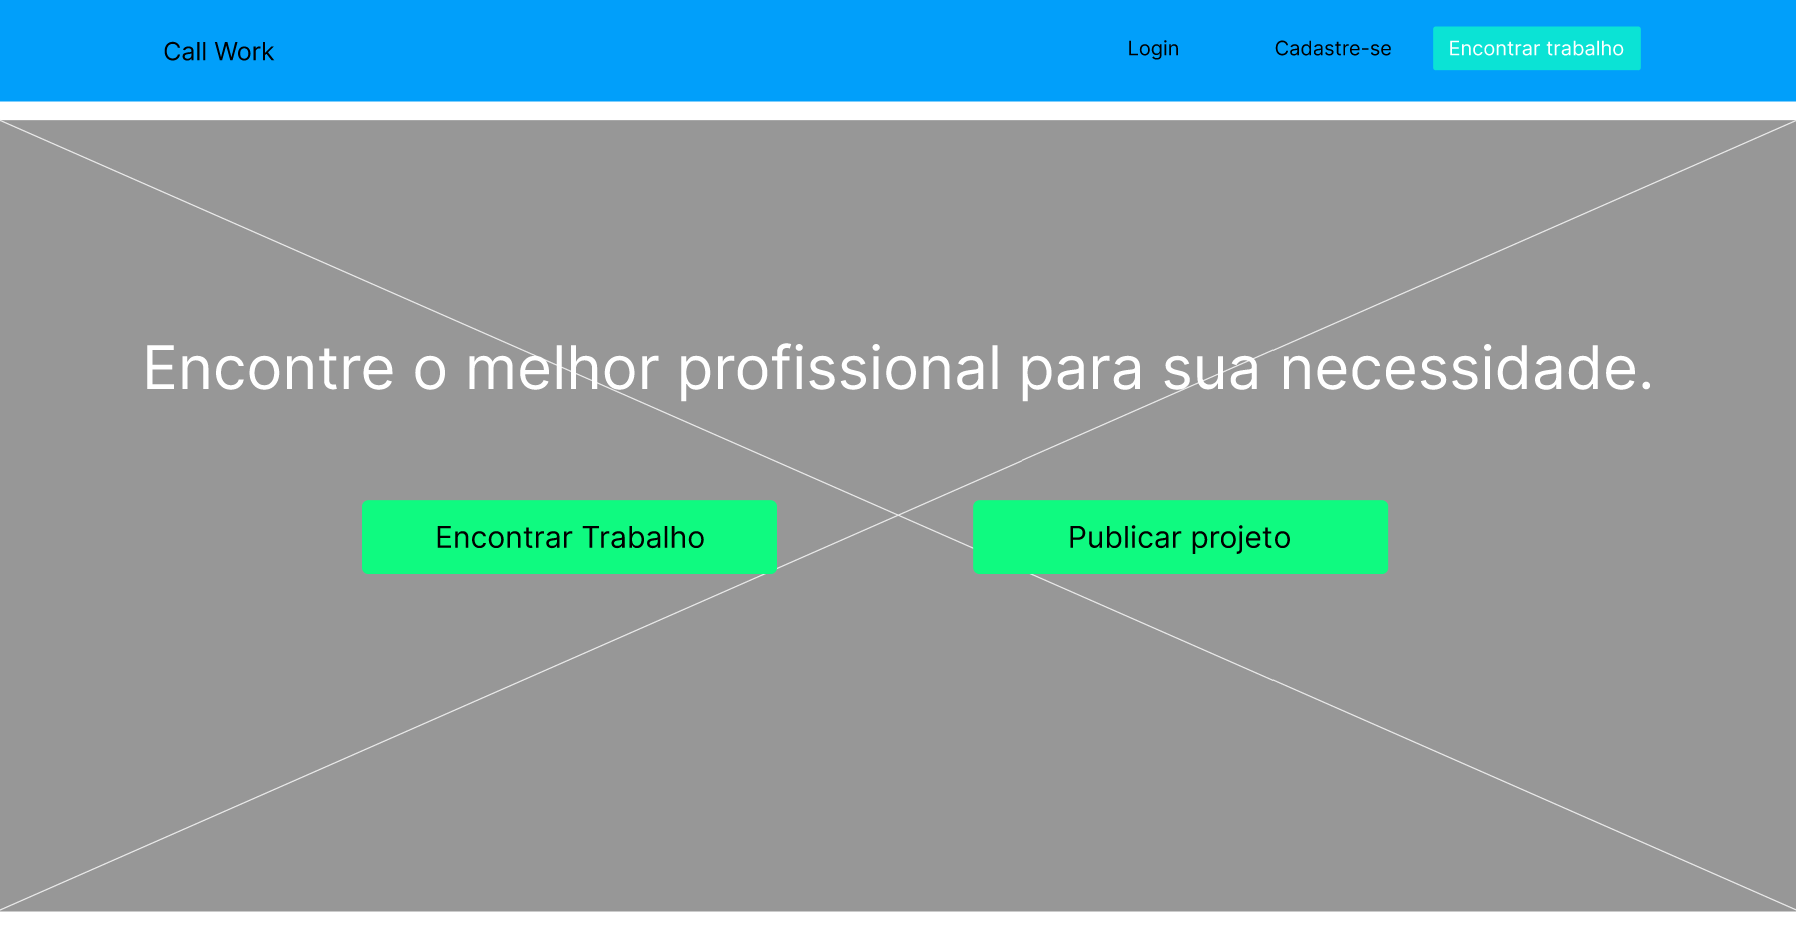 Call Work
Login
Cadastre-se
Encontrar trabalho
Encontre o melhor profissional para sua necessidade.
Encontrar Trabalho
Publicar projeto